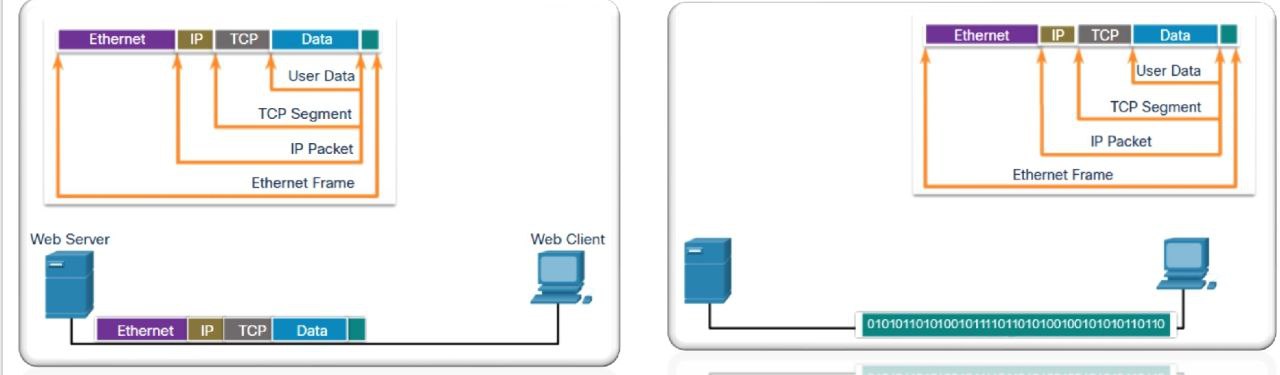 Ethernet IP TCP Data
User Data
TCP Segment
IP Packet
Ethernet Frame
Web Server
Web Client
Ethernet IP TCP Data
Ethernet IP TCP Data
User Data
TCP Segment
IP Packet
Ethernet Frame
0101011010100101111011010100100101010110110